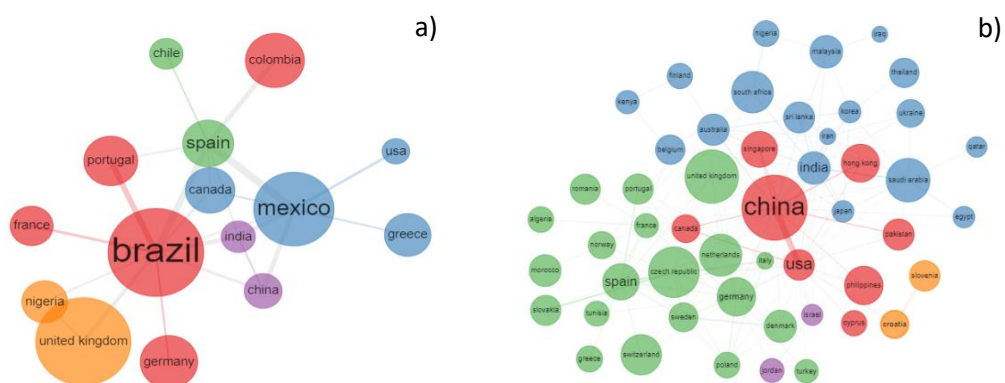 a)
chile
colombia
spain
portugal
usa
canada
mexico
france
india
greece
brazil
china
nigeria
united kingdom
germany
b)
nigeria
malaysia
iraq
finland
thailand
south africa
kenya
sri lanka
korea
ukraine
australia
iran
singapore
qatar
belgium
hong kong
india
united kingdom
saudi arabia
romania
portugal
china
japan
egypt
algeria
france
canada
pakistan
norway
netherlands
italy
usa
morocco
czech republic
spain
slovenia
philippines
germany
slovakia
tunisia
sweden
israel
denmark
cyprus
croatia
greece
switzerland
poland
jordan
turkey